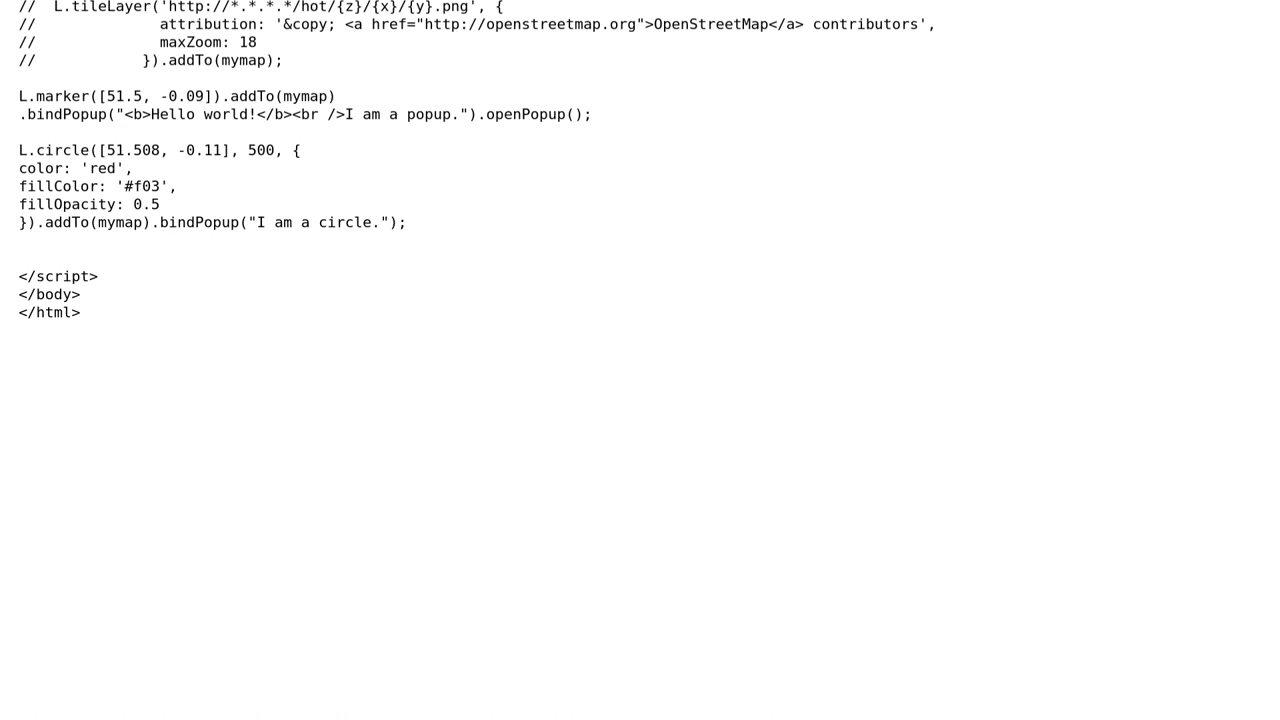 //  L.tileLayer('http://*.*.*.*/hot/{z}/{x}/{y}.png', {
//              attribution: '&copy; <a href="http://openstreetmap.org">OpenStreetMap</a> contributors',
//              maxZoom: 18
//            }).addTo(mymap);

L.marker([51.5, -0.09]).addTo(mymap)
.bindPopup("<b>Hello world!</b><br />I am a popup.").openPopup();

L.circle([51.508, -0.11], 500, {
color: 'red',
fillColor: '#f03',
fillOpacity: 0.5
}).addTo(mymap).bindPopup("I am a circle.");


</script>
</body>
</html>